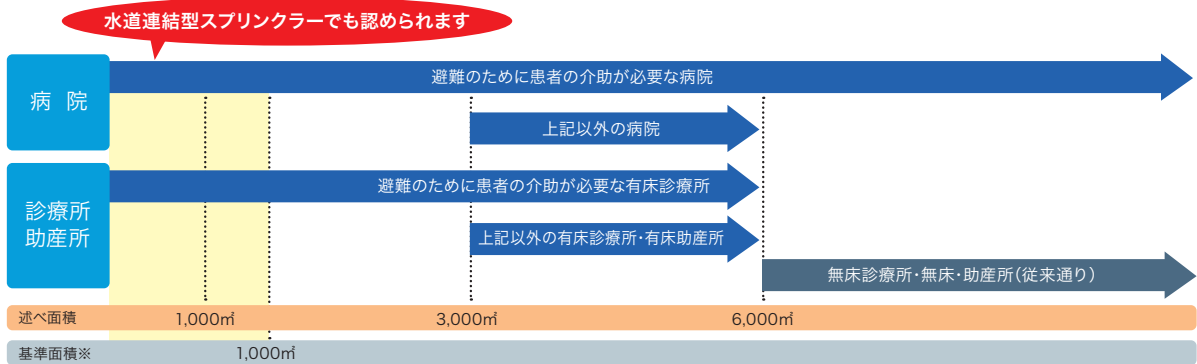 水道連結型スプリンクラーでも認められます
病 院
避難のために患者の介助が必要な病院
上記以外の病院
診療所
助産所
避難のために患者の介助が必要な有床診療所
上記以外の有床診療所・有床助産所
無床診療所・無床・助産所(従来通り)
述べ面積
1,000㎡
3,000㎡
6,000㎡
基準面積※
1,000㎡